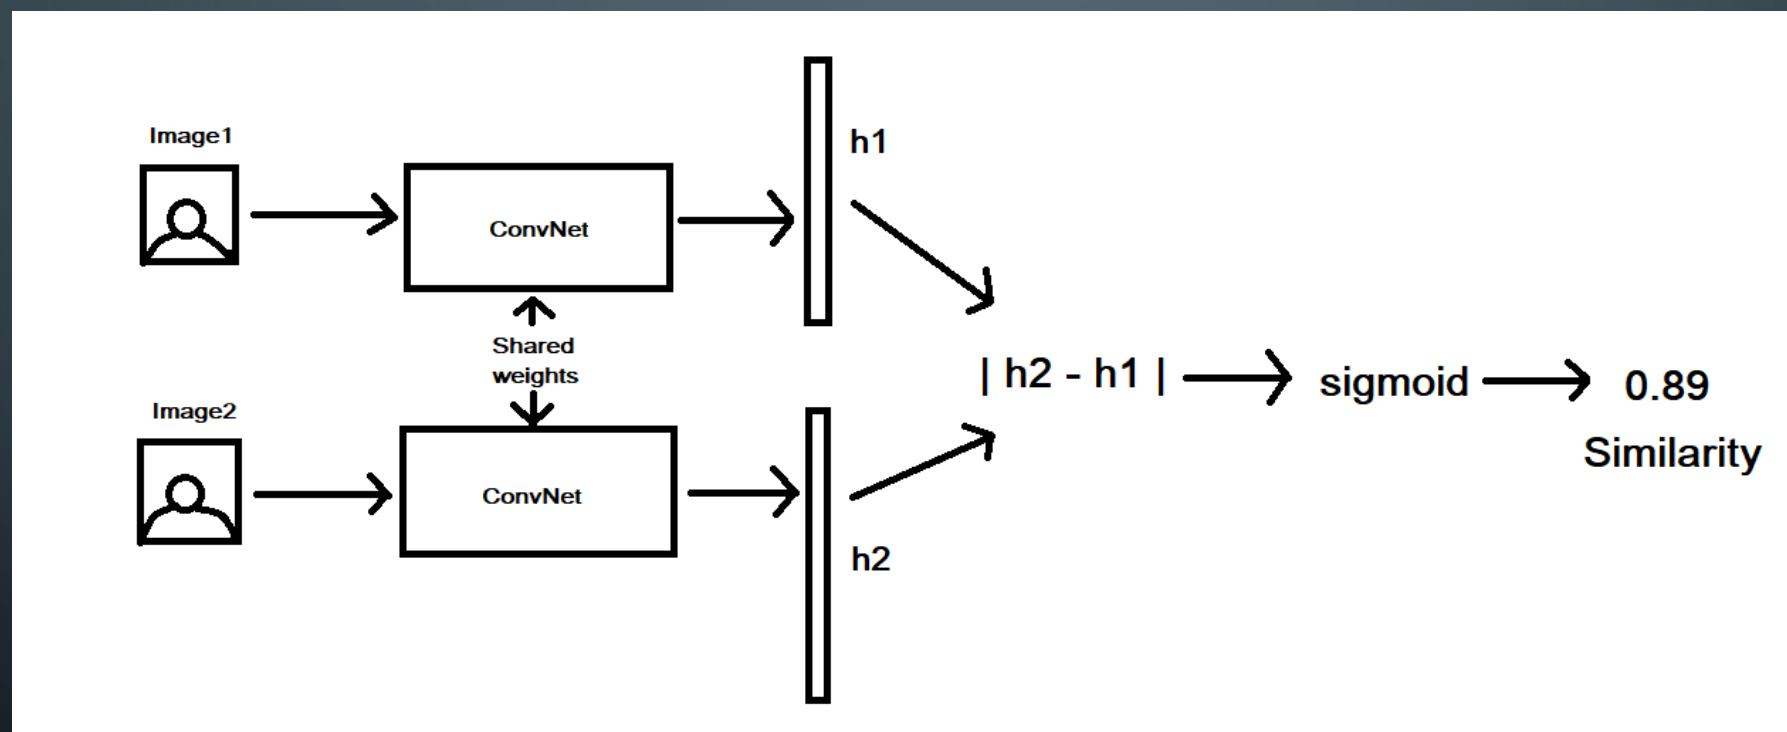 Image1
ConvNet
h1
Shared
weights
Image2
ConvNet
h2
| h2 - h1 |
sigmoid
0.89
Similarity